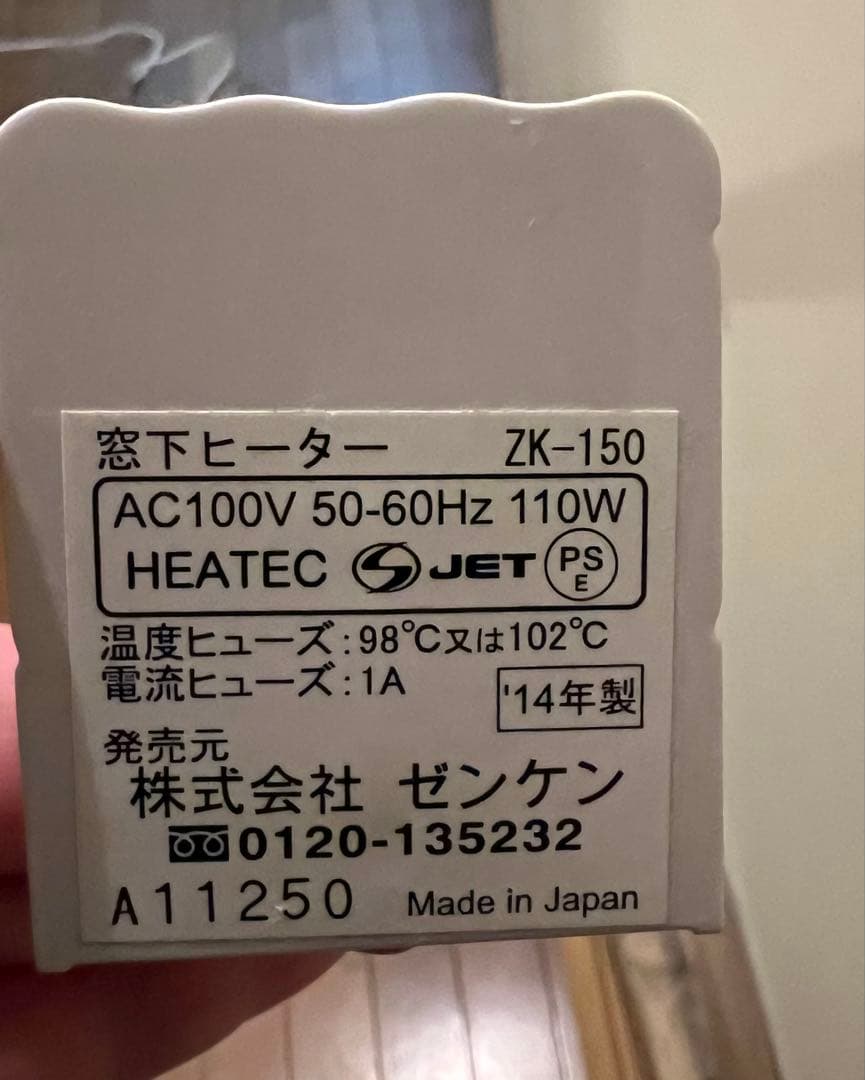 窓下ヒーター ZK-150
AC100V 50-60Hz 110W
HEATEC JET PSE
温度ヒューズ:98℃又は102℃
電流ヒューズ:1A
'14年製
発売元
株式会社 ゼンケン
0120-135232
A11250 Made in Japan